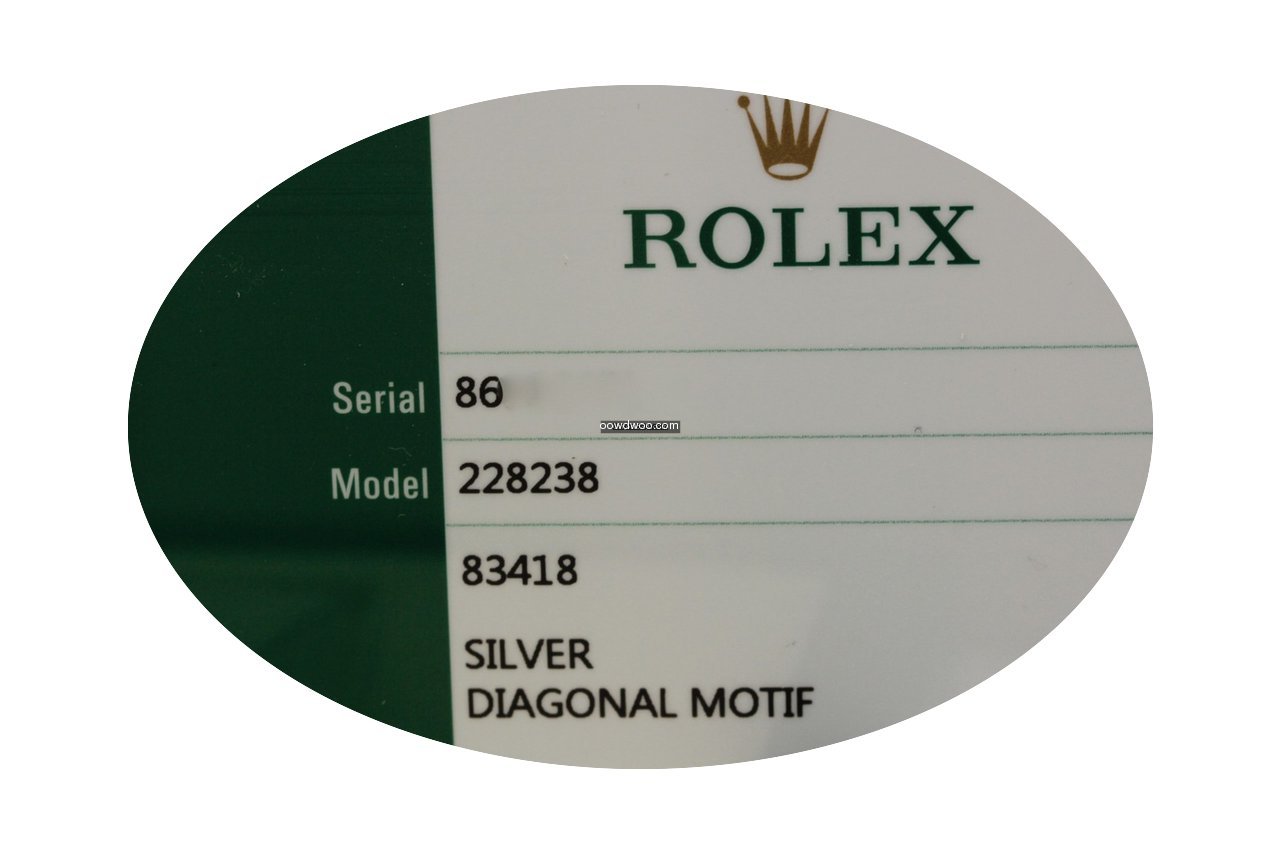 ROLEX
Serial 86
oowdwoo.com
Model 228238
83418
SILVER
DIAGONAL MOTIF